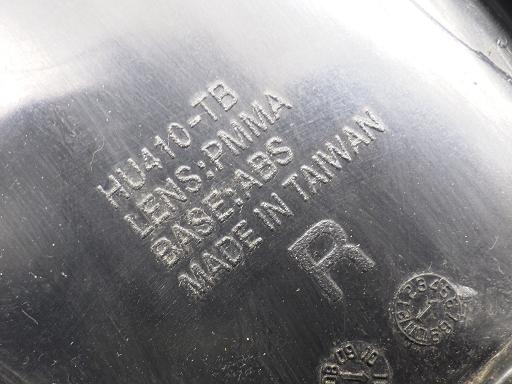 HU410-TB
LENS:PMMA
BASE:ABS
MADE IN TAIWAN
R